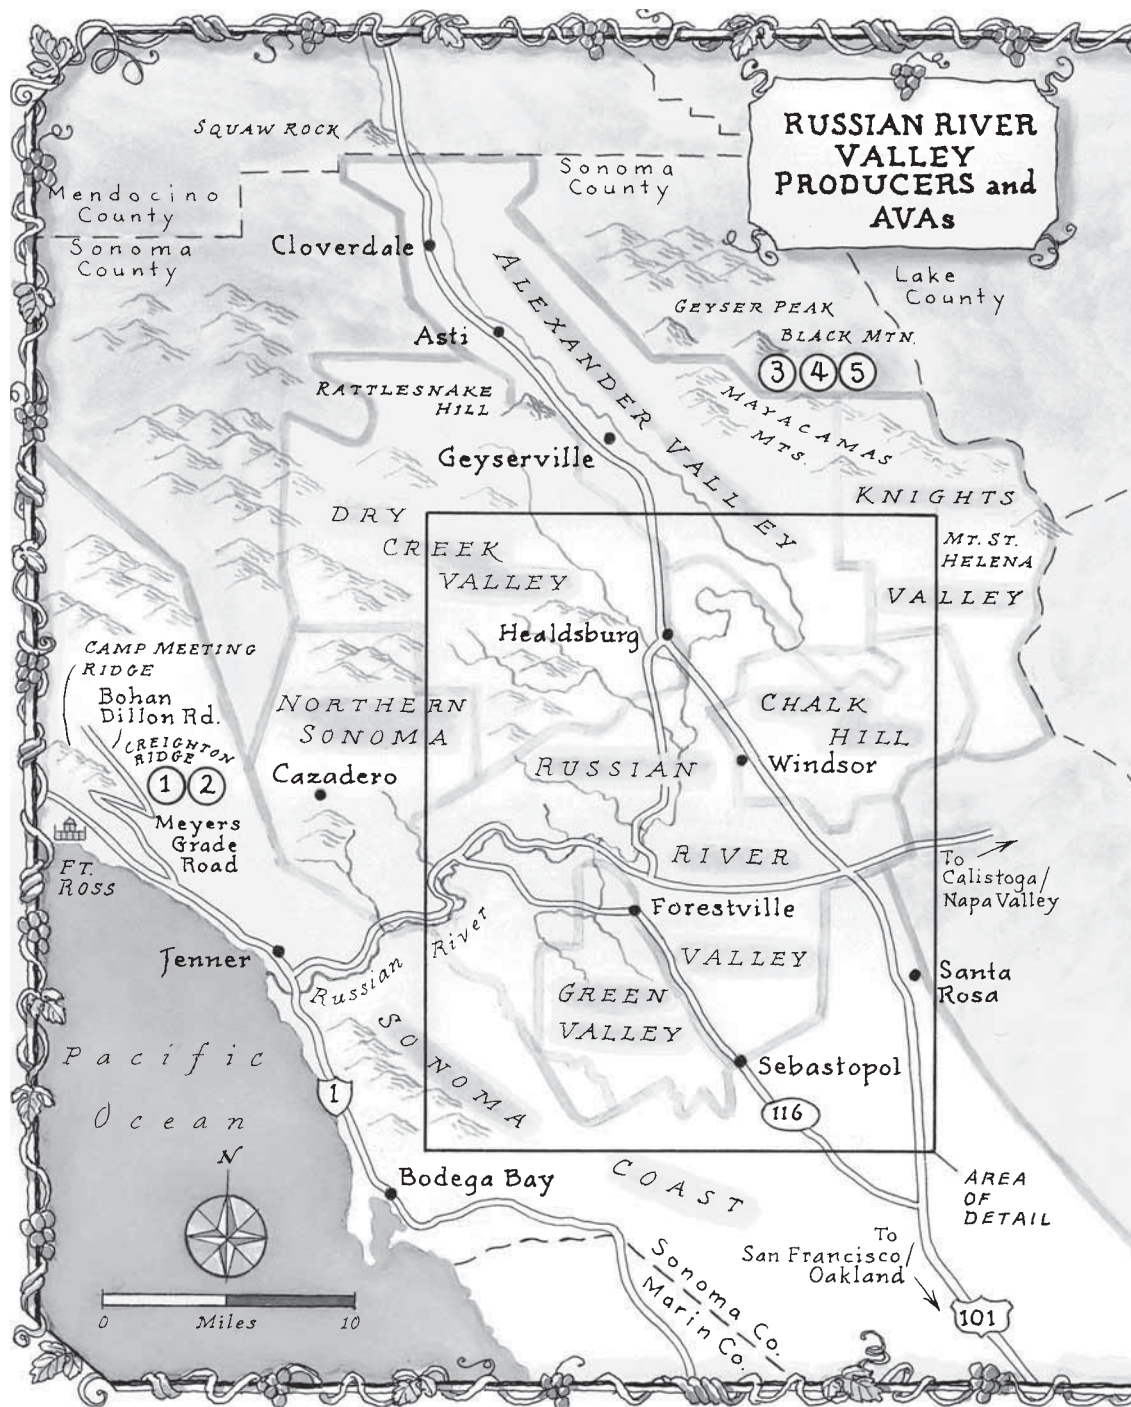 RUSSIAN RIVER
VALLEY
PRODUCERS and
AVAs
SQUAW ROCK
Mendocino
County
Sonoma
County
Sonoma
County
Lake
County
Cloverdale
ALEXANDER VALLEY
GEYSER PEAK
BLACK MTN.
3 4 5
Asti
RATTLESNAKE
HILL
MAYACAMAS
MTS.
Geyserville
KNIGHTS
VALLEY
MT. ST.
HELENA
DRY
CREEK
VALLEY
Healdsburg
CAMP MEETING
RIDGE
Bohan
Dillon Rd.
CREIGHTON
RIDGE
1 2
Meyers
Grade
Road
NORTHERN
SONOMA
Cazadero
CHALK
HILL
RUSSIAN
RIVER
VALLEY
Windsor
To
Calistoga/
Napa Valley
FT.
ROSS
Forestville
Jenner
Russian River
GREEN
VALLEY
Santa
Rosa
SONOMA
COAST
Sebastopol
Pacific
Ocean
1
116
N
Bodega Bay
AREA
OF
DETAIL
To
San Francisco/
Oakland
Sonoma Co.
Marin Co.
101
0 Miles 10